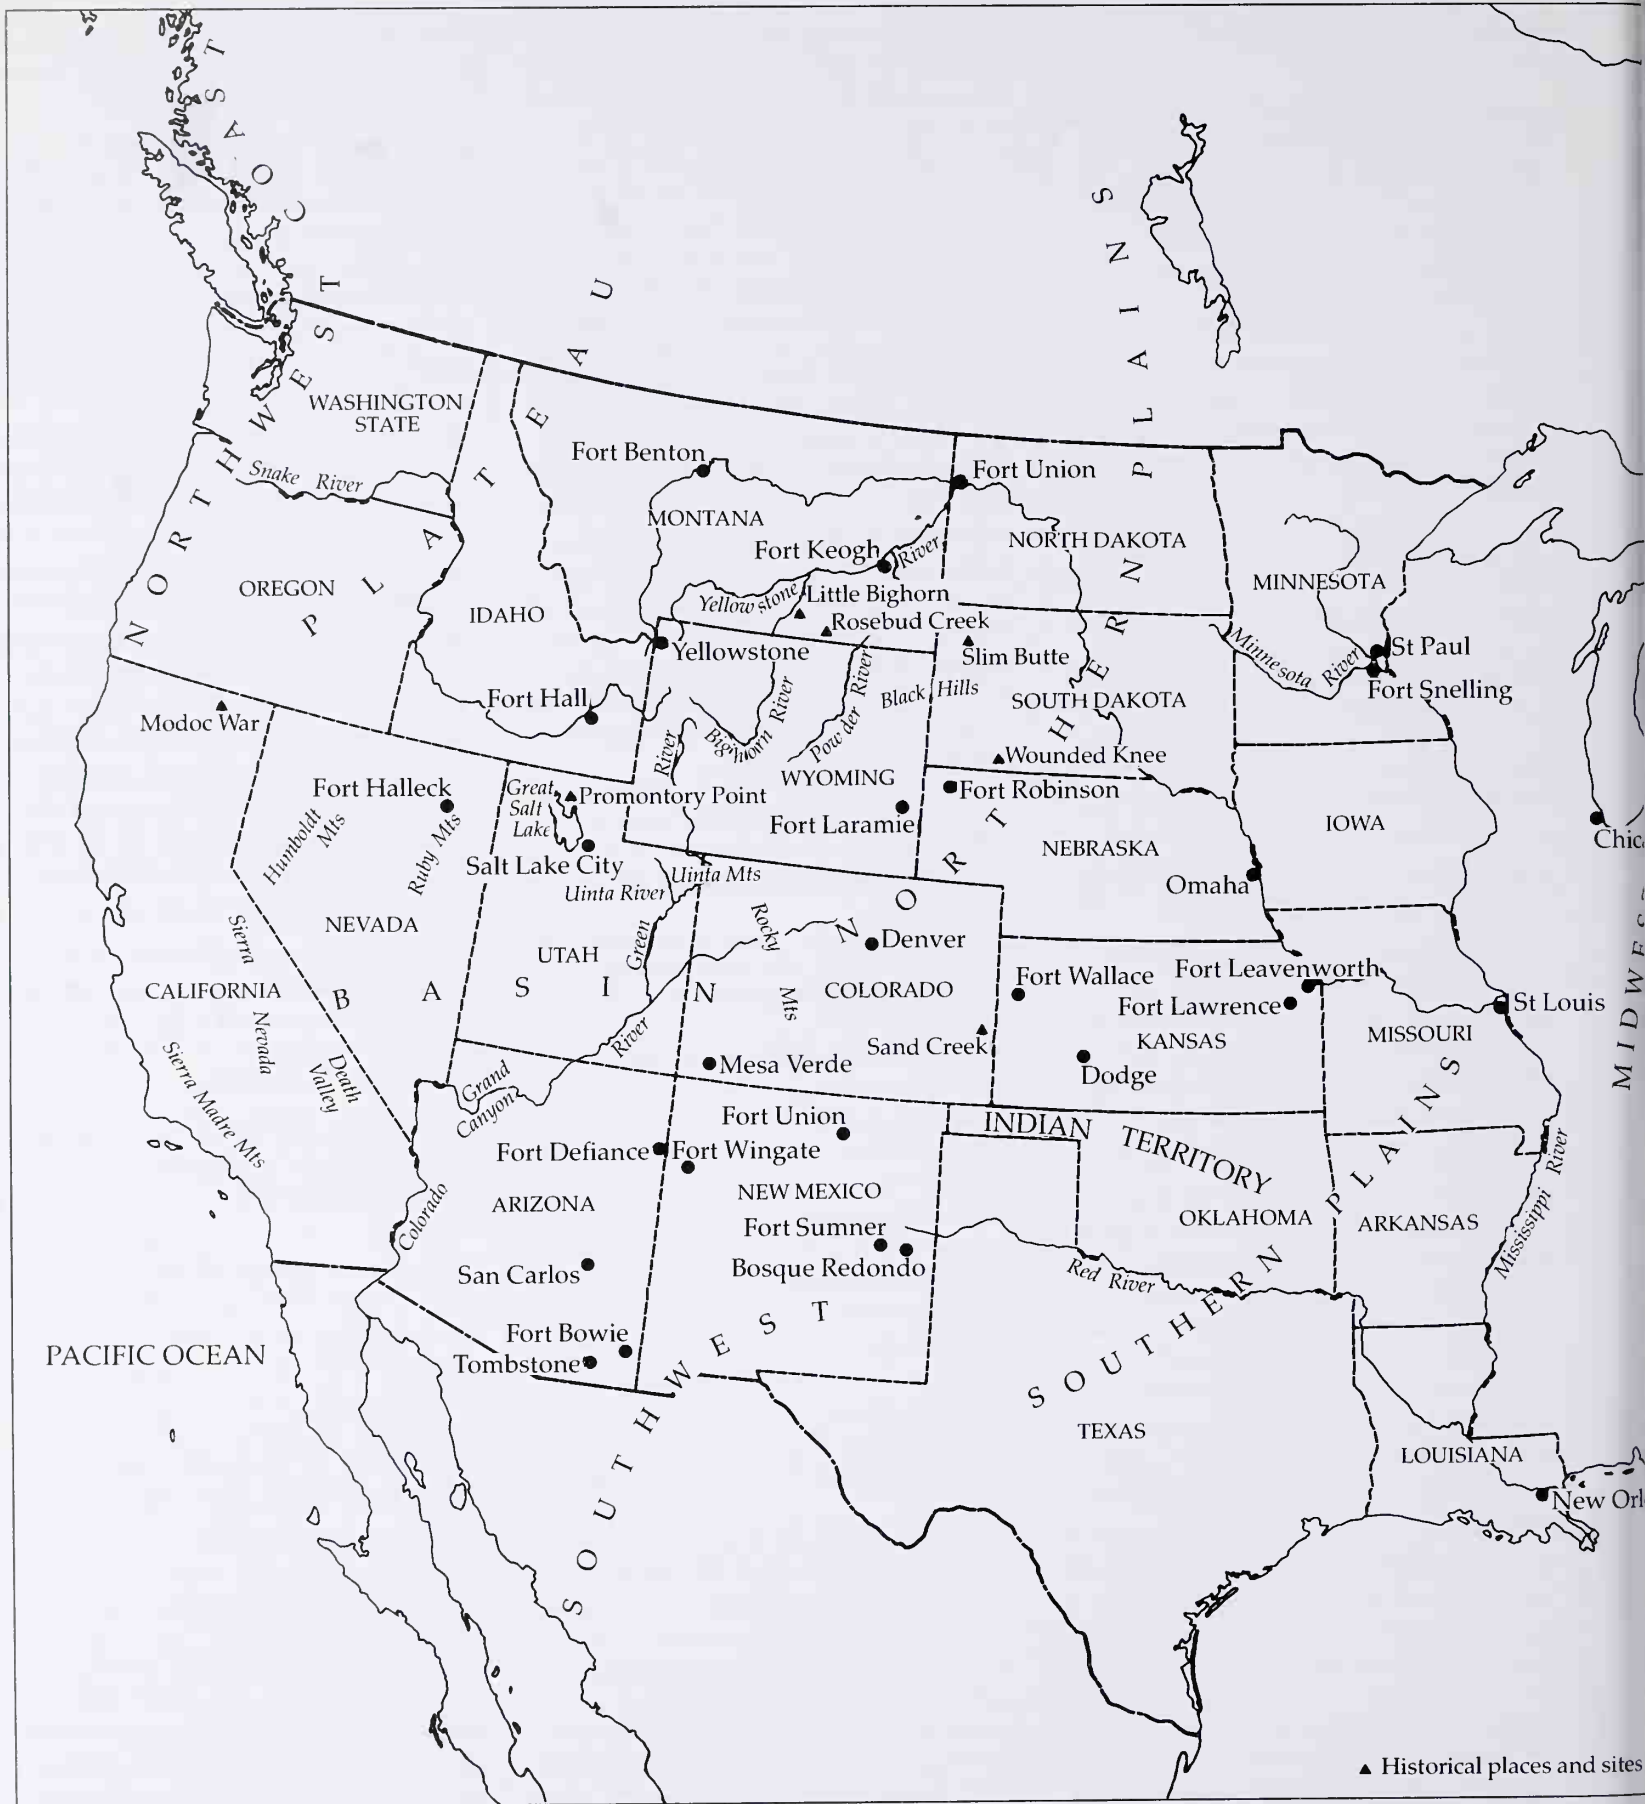 NORTHWEST COAST
PLATEAU
NORTHERN PLAINS
WASHINGTON
STATE
Snake River
Fort Benton
Fort Union
MONTANA
NORTH DAKOTA
Fort Keogh
River
MINNESOTA
OREGON
IDAHO
Yellowstone
Little Bighorn
Rosebud Creek
Yellowstone
Slim Butte
Minnesota River
St Paul
Fort Snelling
Black Hills
SOUTH DAKOTA
Fort Hall
Modoc War
Bighorn River
Powder River
River
Wounded Knee
WYOMING
Fort Halleck
Great
Salt
Lake
Promontory Point
Fort Robinson
Fort Laramie
IOWA
Chic
Humboldt
Mts
Ruby Mts
Salt Lake City
Uinta River
Uinta Mts
NEBRASKA
Omaha
NEVADA
Sierra
Nevada
UTAH
Green
River
Rocky
Mts
Denver
COLORADO
Fort Wallace
Fort Leavenworth
Fort Lawrence
KANSAS
St Louis
MISSOURI
MIDWES
CALIFORNIA
BASIN
Sierra Madre Mts
Death
Valley
Sand Creek
Mesa Verde
Dodge
Grand
Canyon
Fort Union
INDIAN TERRITORY
Fort Defiance
Fort Wingate
ARIZONA
NEW MEXICO
Colorado
Fort Sumner
Bosque Redondo
OKLAHOMA
ARKANSAS
Mississippi River
Red River
San Carlos
Fort Bowie
Tombstone
SOUTHWEST
SOUTHERN PLAINS
PACIFIC OCEAN
TEXAS
LOUISIANA
New Orl
▲ Historical places and sites